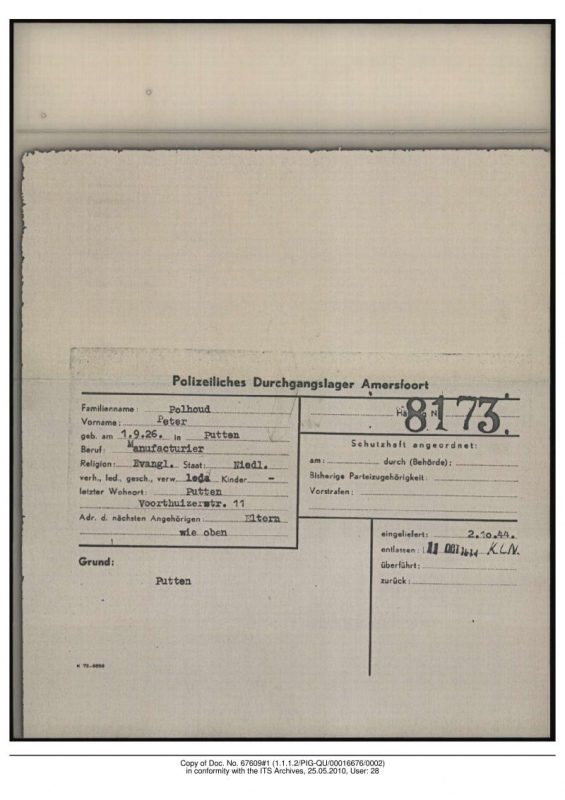 Polizeiliches Durchgangslager Amersfoort
Familienname: Polhoud
Vorname: Peter
geb. am 1.9.26. in Putten
Beruf: Manufacturier
Religion: Evangl. Staat: Niedl.
verh., led., gesch., verw. Kinder -
letzter Wohnort: Putten
Voorthuizerstr. 11
Adr. d. nächsten Angehörigen: Eltern
wie oben
8173.
Schutzhaft angeordnet:
am: durch (Behörde):
Bisherige Parteizugehörigkeit:
Vorstrafen:
eingeliefert: 2.10.44.
entlassen: 11 K.L.N.
überführt:
zurück:
Grund:
Putten
Copy of Doc. No. 67609#1 (1.1.1.2/PIG-QU/00016676/0002)
in conformity with the ITS Archives, 25.05.2010, User: 28